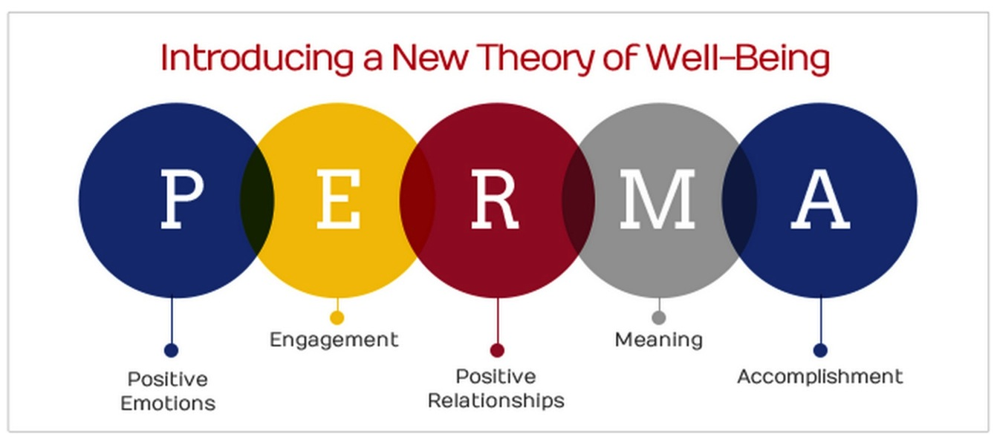 Introducing a New Theory of Well-Being
P E R M A
Positive
Emotions
Engagement
Positive
Relationships
Meaning
Accomplishment